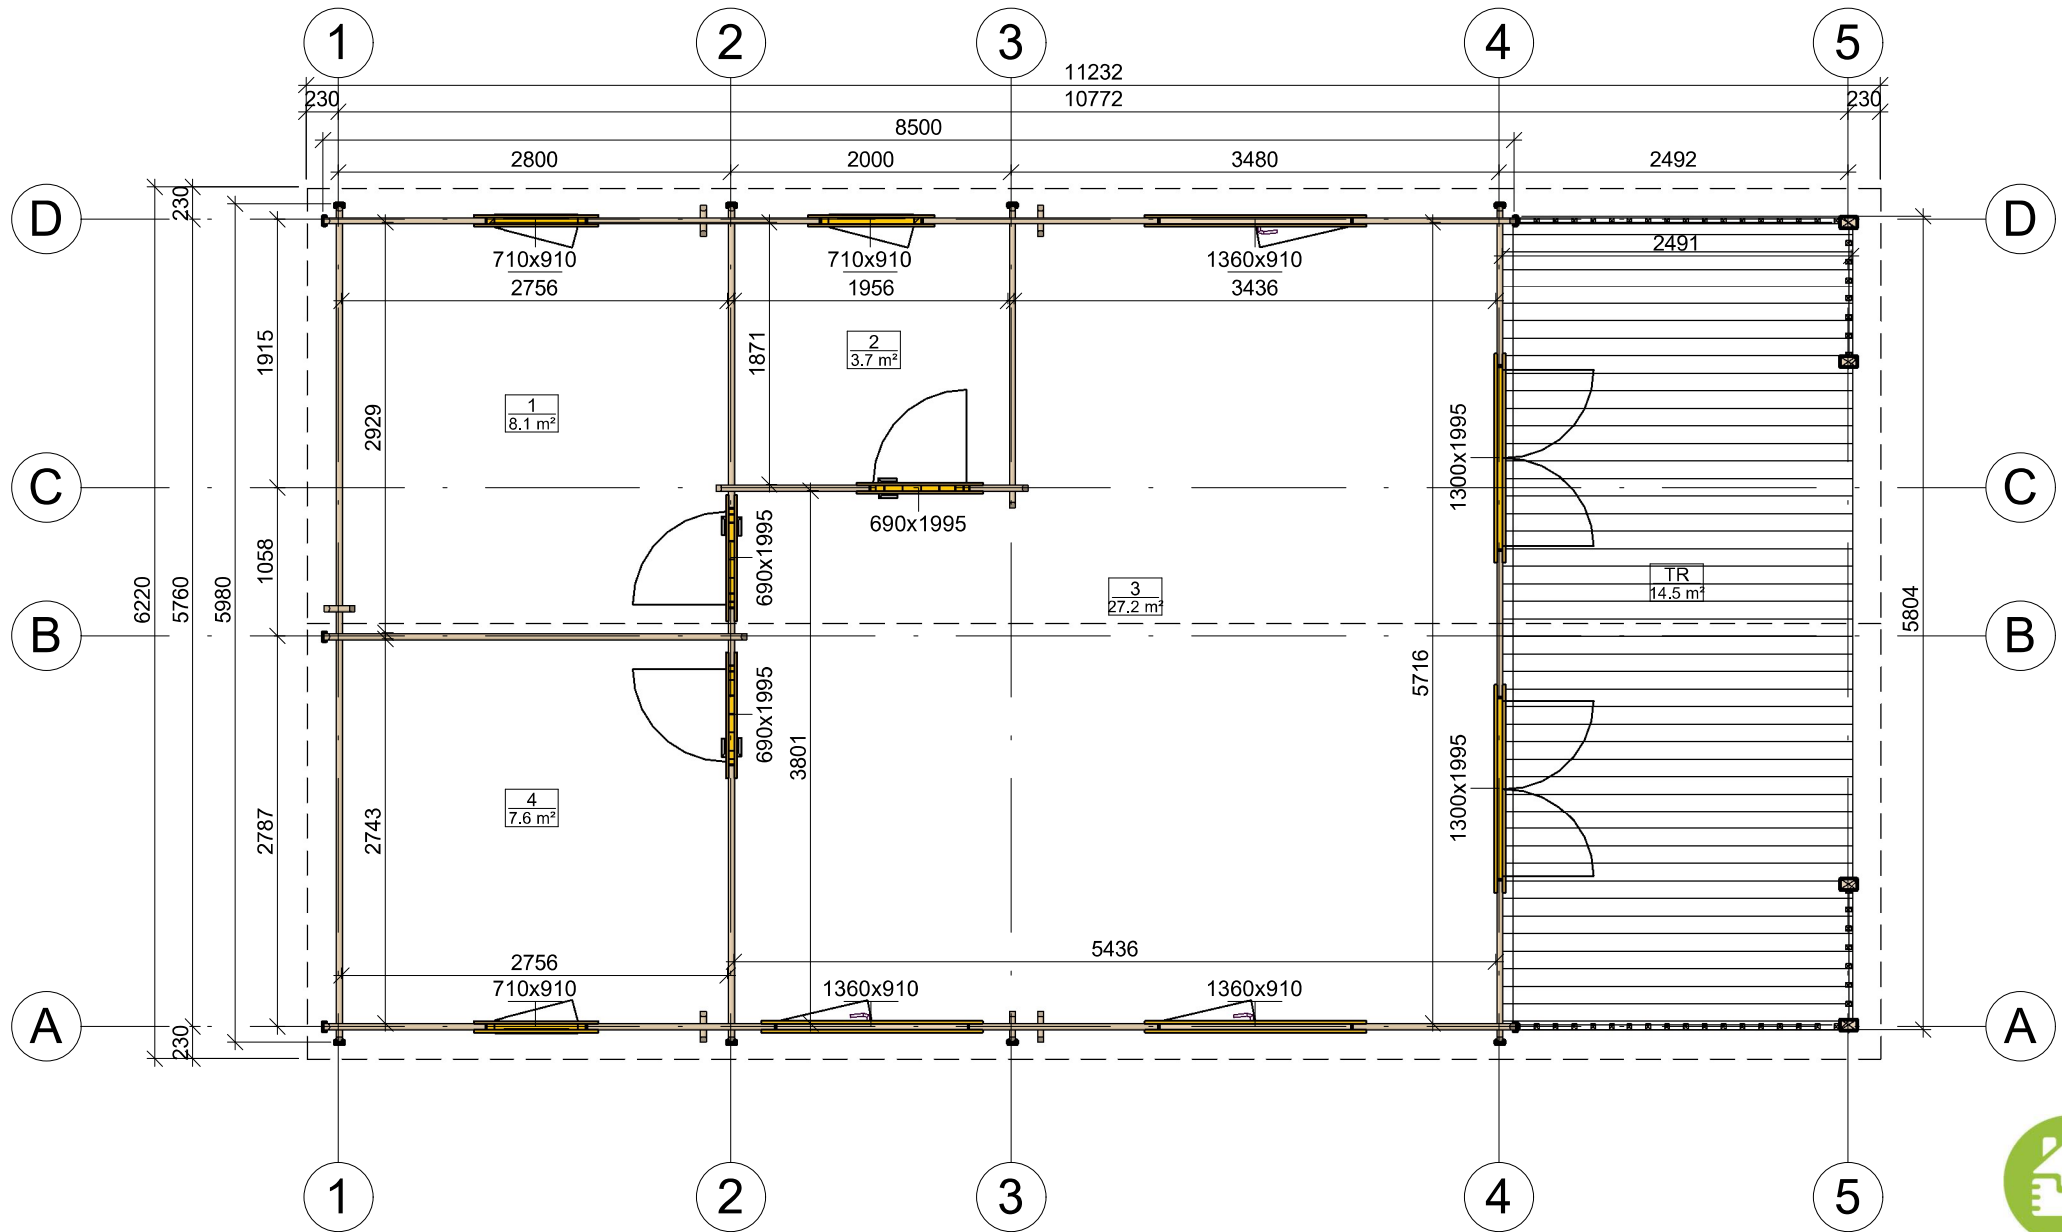 1 2 3 4 5
11232
230 10772 230
8500
2800 2000 3480 2492
230
D D
2491
710x910 710x910 1360x910
2756 1956 3436
1915 1871
2
3.7 m²
1
8.1 m²
2929
1300x1995
C C
690x1995
690x1995
1058
6220 5760 5980
3
27.2 m²
TR
14.5 m²
5804
B B
5716
690x1995
3801
1300x1995
4
7.6 m²
2787 2743
5436
2756
710x910 1360x910 1360x910
A A
230
1 2 3 4 5